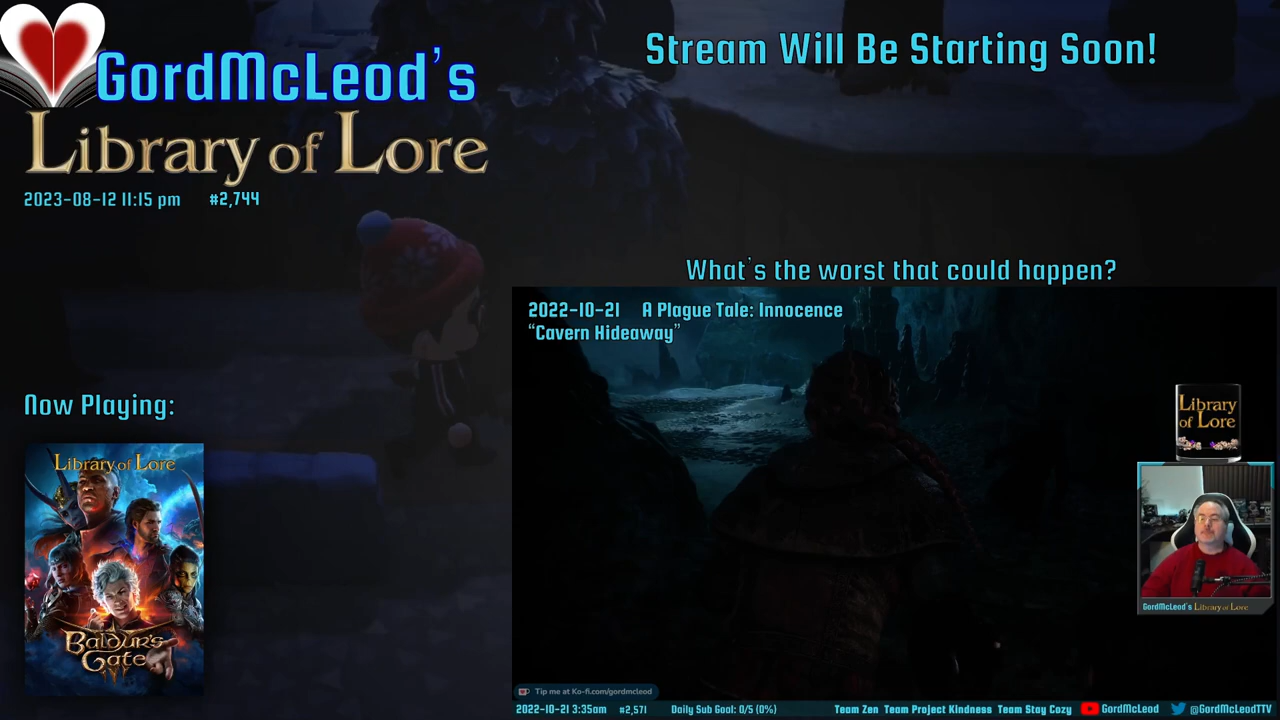 GordMcLeod's
Library of Lore
2023-08-12 11:15 pm #2,744
Stream Will Be Starting Soon!
What's the worst that could happen?
2022-10-21 A Plague Tale: Innocence
“Cavern Hideaway”
Now Playing:
Library of Lore
Baldur's
Gate
III
Library
of Lore
GordMcLeod's Library of Lore
Tip me at Ko-fi.com/gordmcleod
2022-10-21 3:35am #2,571 Daily Sub Goal: 0/5 (0%) Team Zen Team Project Kindness Team Stay Cozy GordMcLeod @GordMcLeodTTV